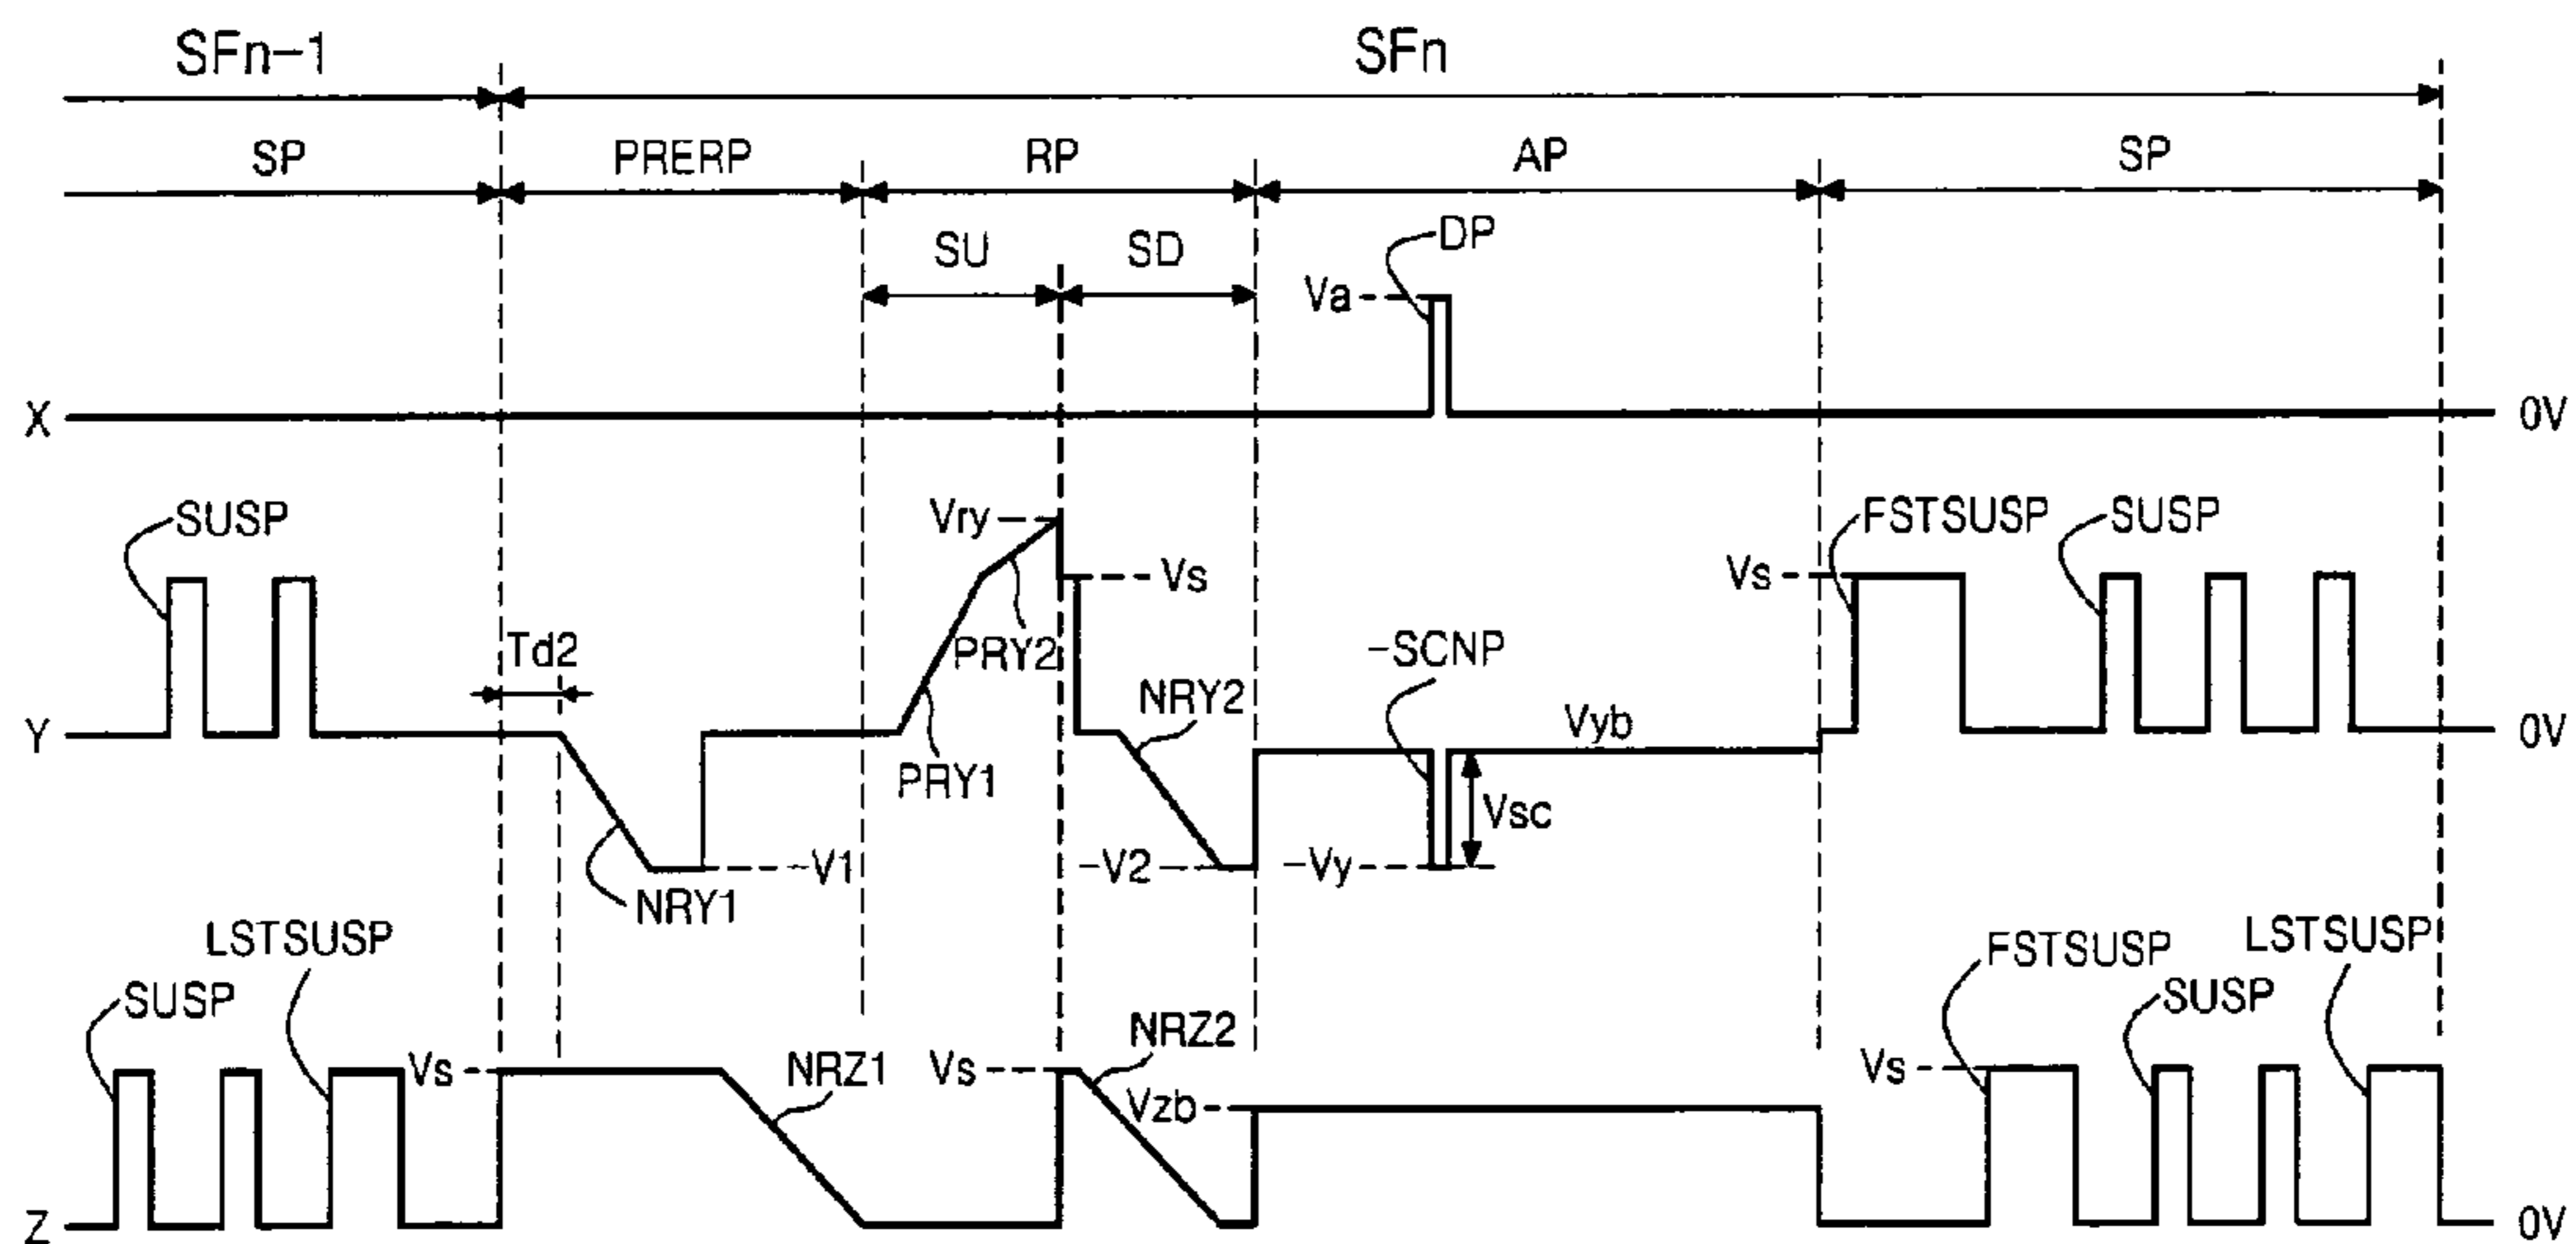 SFn-1 SFn
SP PRERP RP AP SP
SU SD DP
Va
X 0V
SUSP Vry Vs Vs FSTSUSP SUSP
Td2 PRY2 -SCNP
NRY2 Vyb
Y 0V
PRY1 Vsc
-V1 -V2 -Vy
NRY1
LSTSUSP FSTSUSP LSTSUSP
SUSP NRZ2 SUSP
Vs NRZ1 Vs Vs
Vzb
Z 0V